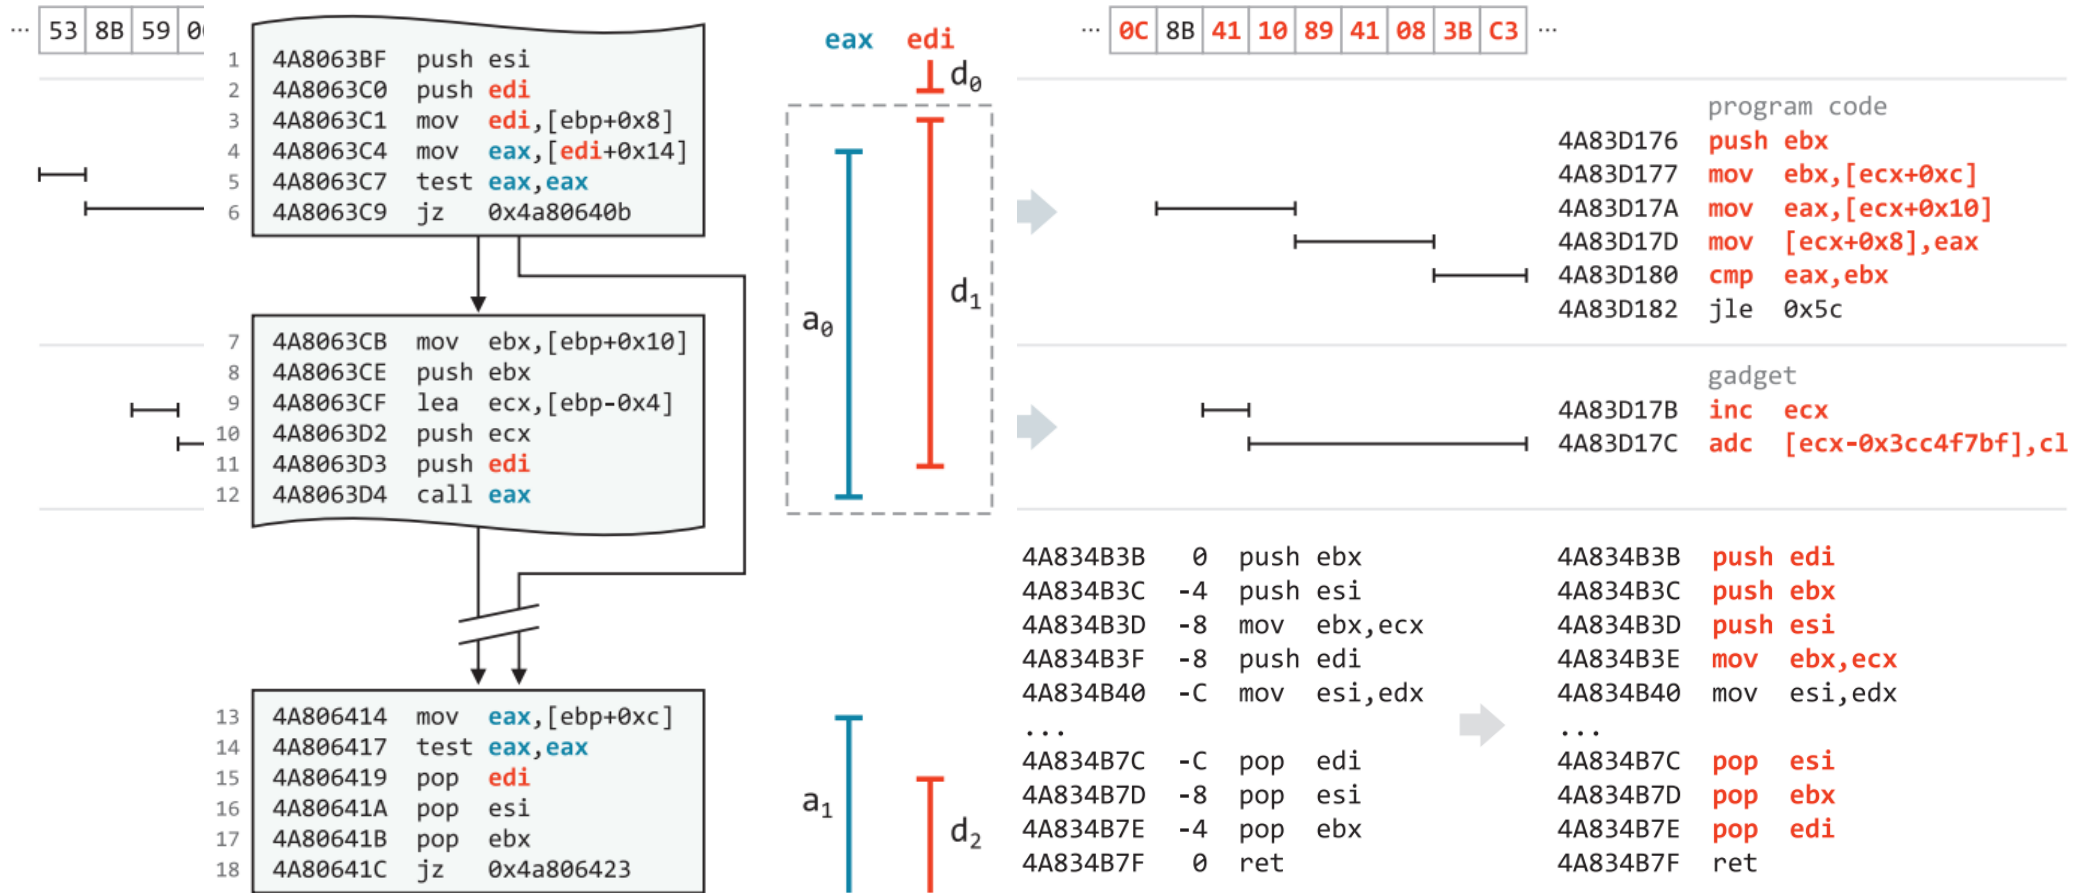 ... 53 8B 59
1 4A8063BF push esi
2 4A8063C0 push edi
3 4A8063C1 mov edi,[ebp+0x8]
4 4A8063C4 mov eax,[edi+0x14]
5 4A8063C7 test eax,eax
6 4A8063C9 jz 0x4a80640b
7 4A8063CB mov ebx,[ebp+0x10]
8 4A8063CE push ebx
9 4A8063CF lea ecx,[ebp-0x4]
10 4A8063D2 push ecx
11 4A8063D3 push edi
12 4A8063D4 call eax
13 4A806414 mov eax,[ebp+0xc]
14 4A806417 test eax,eax
15 4A806419 pop edi
16 4A80641A pop esi
17 4A80641B pop ebx
18 4A80641C jz 0x4a806423
eax edi
d0
a0
d1
a1
d2
... 0C 8B 41 10 89 41 08 3B C3 ...
program code
4A83D176 push ebx
4A83D177 mov ebx,[ecx+0xc]
4A83D17A mov eax,[ecx+0x10]
4A83D17D mov [ecx+0x8],eax
4A83D180 cmp eax,ebx
4A83D182 jle 0x5c
gadget
4A83D17B inc ecx
4A83D17C adc [ecx-0x3cc4f7bf],cl
4A834B3B 0 push ebx
4A834B3C -4 push esi
4A834B3D -8 mov ebx,ecx
4A834B3F -8 push edi
4A834B40 -C mov esi,edx
...
4A834B7C -C pop edi
4A834B7D -8 pop esi
4A834B7E -4 pop ebx
4A834B7F 0 ret
4A834B3B push edi
4A834B3C push ebx
4A834B3D push esi
4A834B3E mov ebx,ecx
4A834B40 mov esi,edx
...
4A834B7C pop esi
4A834B7D pop ebx
4A834B7E pop edi
4A834B7F ret